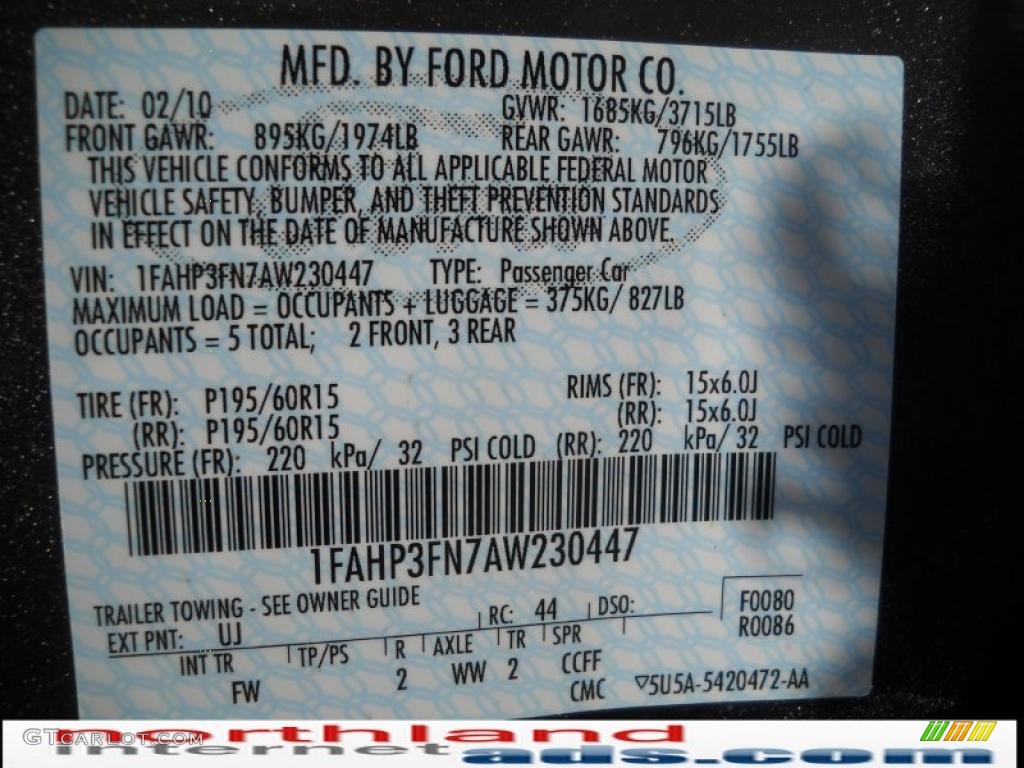 MFD. BY FORD MOTOR CO.
DATE: 02/10 GVWR: 1685KG/3715LB
FRONT GAWR: 895KG/1974LB REAR GAWR: 796KG/1755LB
THIS VEHICLE CONFORMS TO ALL APPLICABLE FEDERAL MOTOR
VEHICLE SAFETY, BUMPER, AND THEFT PREVENTION STANDARDS
IN EFFECT ON THE DATE OF MANUFACTURE SHOWN ABOVE.
VIN: 1FAHP3FN7AW230447 TYPE: Passenger Car
MAXIMUM LOAD = OCCUPANTS + LUGGAGE = 375KG/ 827LB
OCCUPANTS = 5 TOTAL; 2 FRONT, 3 REAR
TIRE (FR): P195/60R15 RIMS (FR): 15x6.0J
(RR): P195/60R15 (RR): 15x6.0J
PRESSURE (FR): 220 kPa/ 32 PSI COLD (RR): 220 kPa/ 32 PSI COLD
1FAHP3FN7AW230447
TRAILER TOWING - SEE OWNER GUIDE
EXT PNT: UJ RC: 44 DSO: F0080
R0086
INT TR TP/PS R AXLE TR SPR
FW 2 WW 2 CCFF
CMC ▽5U5A-5420472-AA
GTcarlot.com
northland
internet ads.com